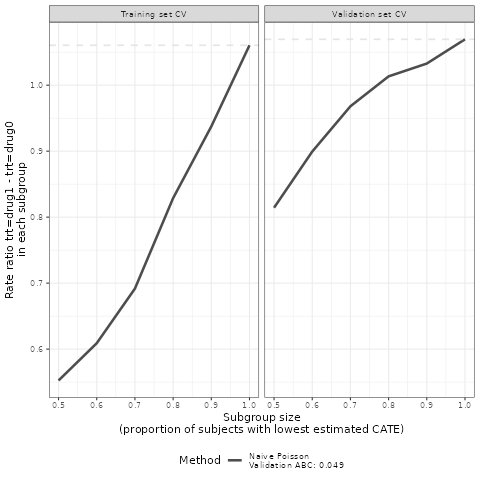 Training set CV
Validation set CV
Rate ratio trt=drug1 - trt=drug0
in each subgroup
1.0
0.9
0.8
0.7
0.6
0.5 0.6 0.7 0.8 0.9 1.0
0.5 0.6 0.7 0.8 0.9 1.0
Subgroup size
(proportion of subjects with lowest estimated CATE)
Method
Naive Poisson
Validation ABC: 0.049